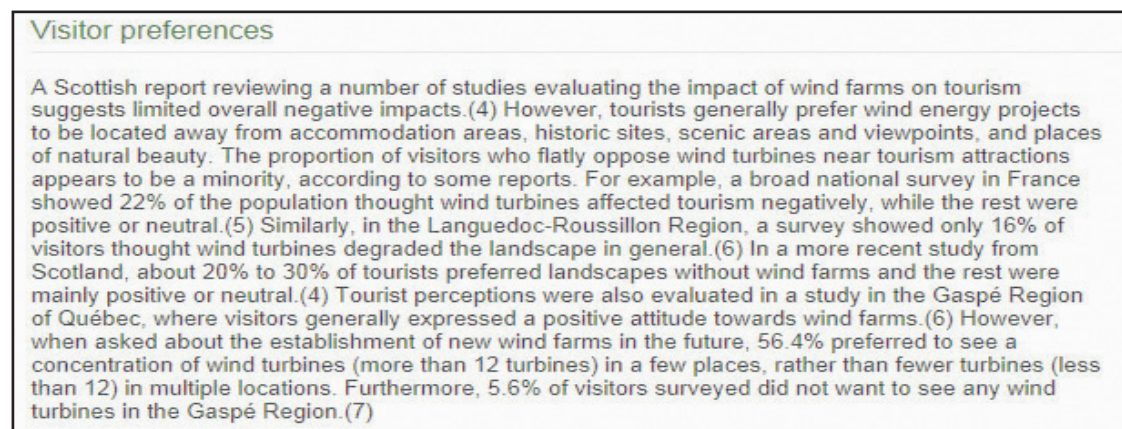 Visitor preferences
A Scottish report reviewing a number of studies evaluating the impact of wind farms on tourism
suggests limited overall negative impacts.(4) However, tourists generally prefer wind energy projects
to be located away from accommodation areas, historic sites, scenic areas and viewpoints, and places
of natural beauty. The proportion of visitors who flatly oppose wind turbines near tourism attractions
appears to be a minority, according to some reports. For example, a broad national survey in France
showed 22% of the population thought wind turbines affected tourism negatively, while the rest were
positive or neutral.(5) Similarly, in the Languedoc-Roussillon Region, a survey showed only 16% of
visitors thought wind turbines degraded the landscape in general.(6) In a more recent study from
Scotland, about 20% to 30% of tourists preferred landscapes without wind farms and the rest were
mainly positive or neutral.(4) Tourist perceptions were also evaluated in a study in the Gaspé Region
of Québec, where visitors generally expressed a positive attitude towards wind farms.(6) However,
when asked about the establishment of new wind farms in the future, 56.4% preferred to see a
concentration of wind turbines (more than 12 turbines) in a few places, rather than fewer turbines (less
than 12) in multiple locations. Furthermore, 5.6% of visitors surveyed did not want to see any wind
turbines in the Gaspé Region.(7)